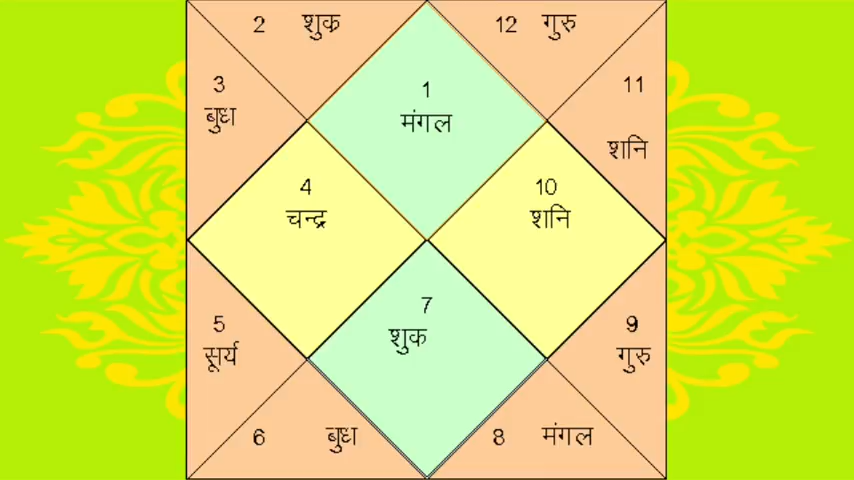 2 शुक्र
12 गुरु
3
बुध
1
मंगल
11
शनि
4
चन्द्र
10
शनि
7
शुक्र
5
सूर्य
9
गुरु
6 बुध
8 मंगल